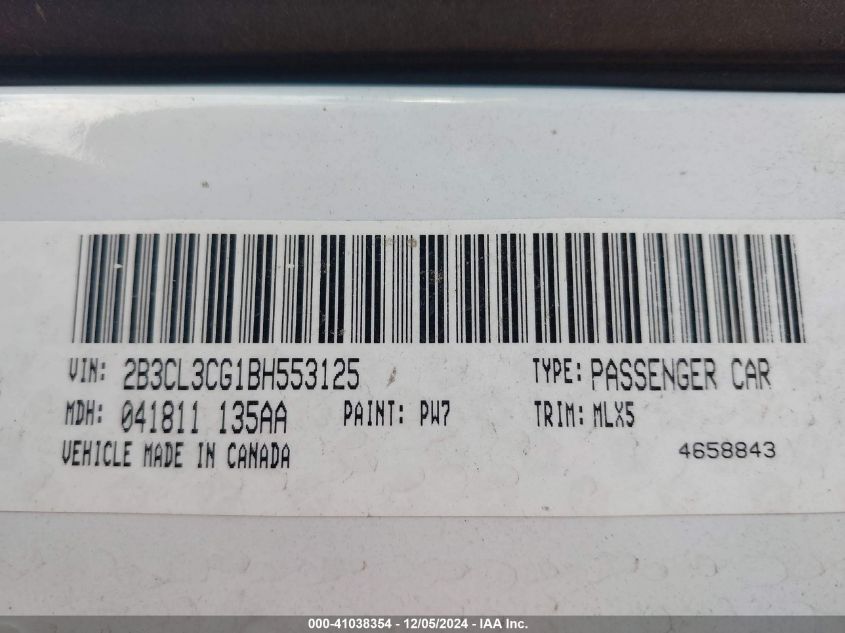 VIN: 2B3CL3CG1BH553125 TYPE: PASSENGER CAR
MDH: 041811 135AA PAINT: PW7 TRIM: MLX5
VEHICLE MADE IN CANADA 4658843
000-41038354 - 12/05/2024 - IAA Inc.